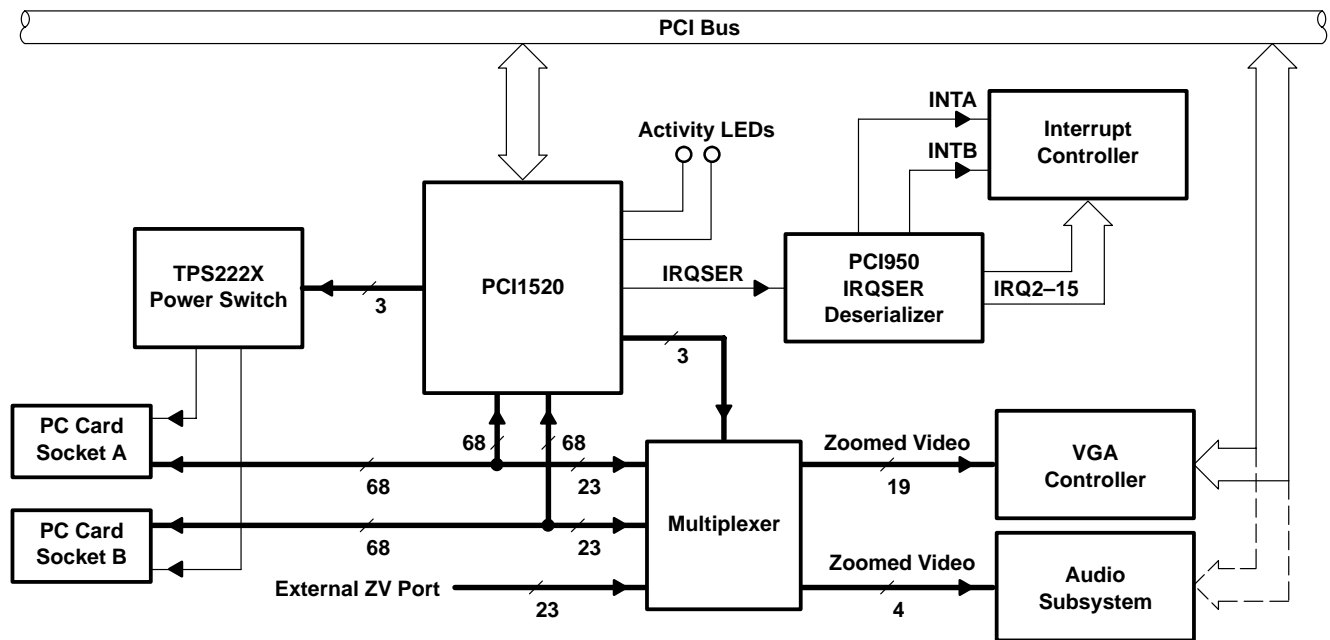 PCI Bus
Activity LEDs
INTA
Interrupt
Controller
INTB
TPS222X
Power Switch
3
PCI1520
IRQSER
PCI950
IRQSER
Deserializer
IRQ2–15
3
PC Card
Socket A
68
68
68
23
Zoomed Video
19
VGA
Controller
PC Card
Socket B
68
23
Multiplexer
External ZV Port
23
Zoomed Video
4
Audio
Subsystem